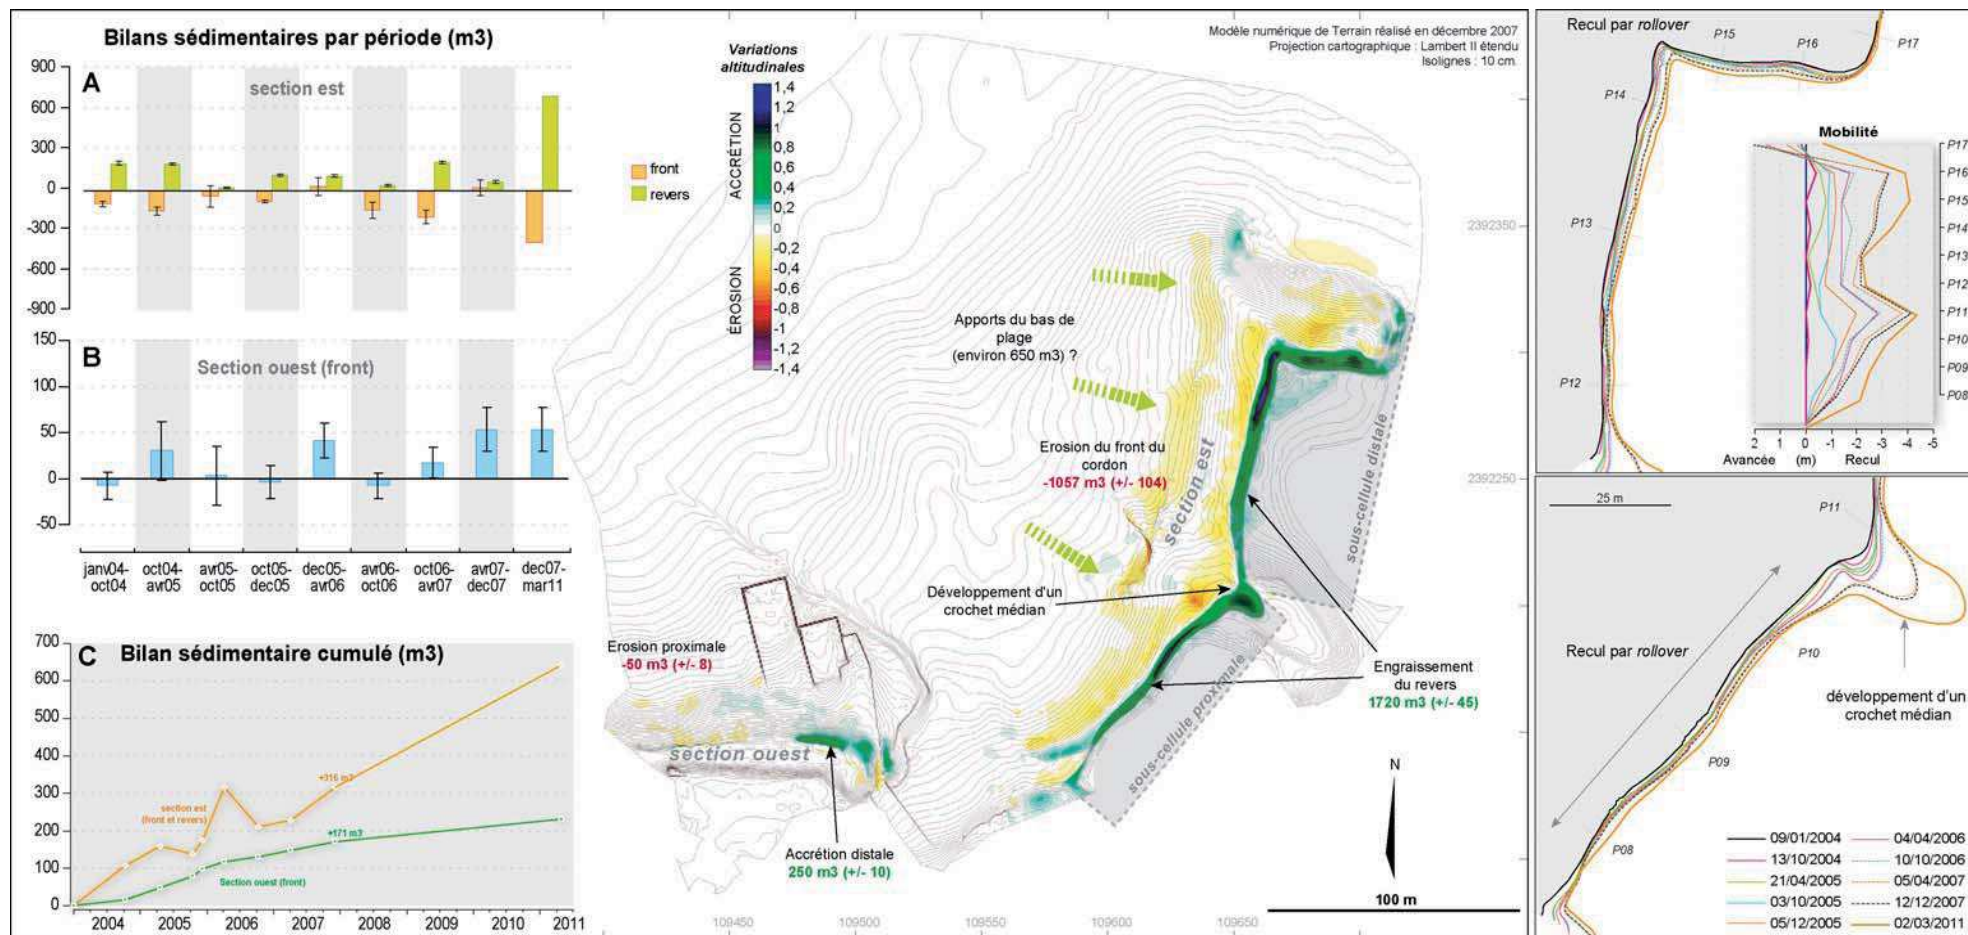 Bilans sédimentaires par période (m3)
A
section est
900
600
300
0
-300
-600
-900
front
revers
B
Section ouest (front)
150
100
50
0
-50
janv04-
oct04
oct04-
avr05
avr05-
oct05
oct05-
dec05
dec05-
avr06
avr06-
oct06
oct06-
avr07
avr07-
dec07
dec07-
mar11
C
Bilan sédimentaire cumulé (m3)
700
600
500
400
300
200
100
0
+316 m3
section est
(front et revers)
+171 m3
Section ouest (front)
2004
2005
2006
2007
2008
2009
2010
2011
Variations
altitudinales
ACCRÉTION
ÉROSION
1,4
1,2
1
0,8
0,6
0,4
0,2
0
-0,2
-0,4
-0,6
-0,8
-1
-1,2
-1,4
Modèle numérique de Terrain réalisé en décembre 2007
Projection cartographique : Lambert II étendu
Isolignes : 10 cm.
2392350
2392250
Apports du bas de
plage
(environ 650 m3) ?
Erosion du front du
cordon
-1057 m3 (+/- 104)
section est
sous-cellule distale
Développement d'un
crochet médian
Erosion proximale
-50 m3 (+/- 8)
Engraissement
du revers
1720 m3 (+/- 45)
sous-cellule proximale
section ouest
Accrétion distale
250 m3 (+/- 10)
N
100 m
109450
109500
109550
109600
109650
Recul par rollover
P15
P16
P17
P14
P13
P12
Mobilité
P17
P16
P15
P14
P13
P12
P11
P10
P09
P08
2
1
0
-1
-2
-3
-4
-5
Avancée
(m)
Recul
25 m
P11
Recul par rollover
P10
développement d'un
crochet médian
P09
P08
09/01/2004
13/10/2004
21/04/2005
03/10/2005
05/12/2005
04/04/2006
10/10/2006
05/04/2007
12/12/2007
02/03/2011